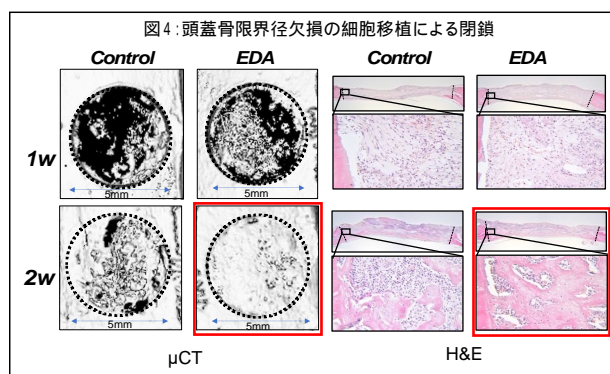 図4:頭蓋骨限界径欠損の細胞移植による閉鎖
Control EDA Control EDA
1w
5mm 5mm
2w
5mm 5mm
μCT H&E